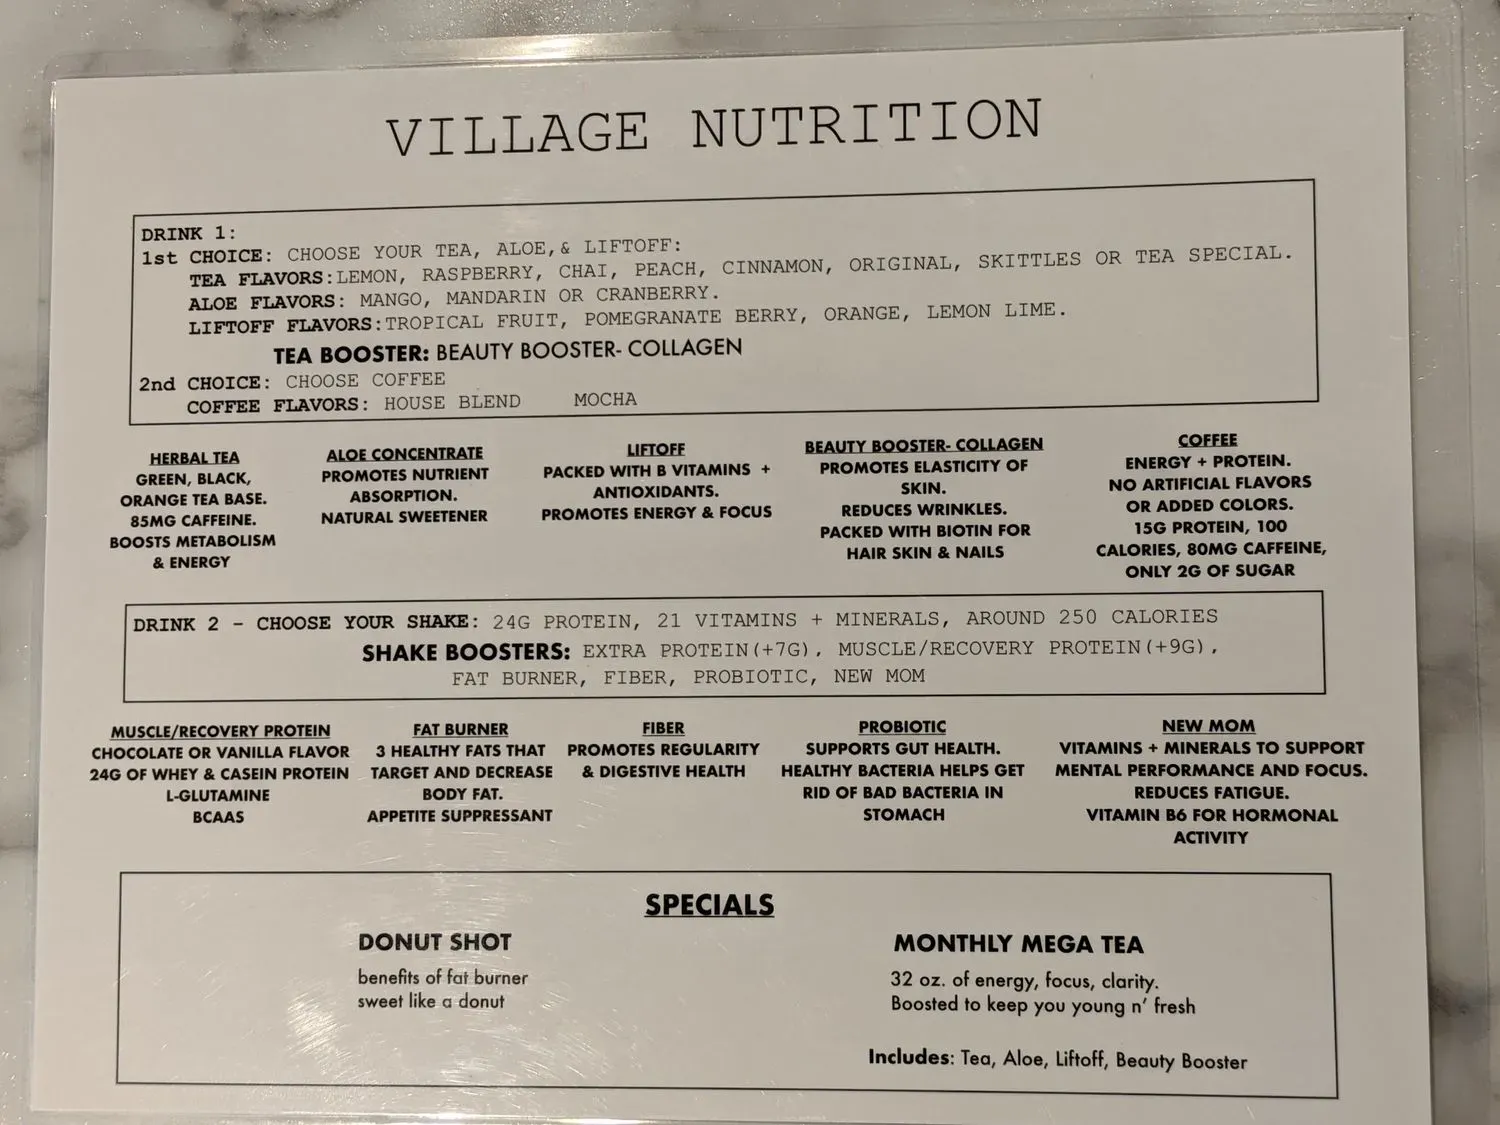 VILLAGE NUTRITION
DRINK 1:
1st CHOICE: CHOOSE YOUR TEA, ALOE,& LIFTOFF:
TEA FLAVORS:LEMON, RASPBERRY, CHAI, PEACH, CINNAMON, ORIGINAL, SKITTLES OR TEA SPECIAL.
ALOE FLAVORS: MANGO, MANDARIN OR CRANBERRY.
LIFTOFF FLAVORS:TROPICAL FRUIT, POMEGRANATE BERRY, ORANGE, LEMON LIME.
TEA BOOSTER: BEAUTY BOOSTER- COLLAGEN
2nd CHOICE: CHOOSE COFFEE
COFFEE FLAVORS: HOUSE BLEND MOCHA
HERBAL TEA
GREEN, BLACK,
ORANGE TEA BASE.
85MG CAFFEINE.
BOOSTS METABOLISM
& ENERGY
ALOE CONCENTRATE
PROMOTES NUTRIENT
ABSORPTION.
NATURAL SWEETENER
LIFTOFF
PACKED WITH B VITAMINS +
ANTIOXIDANTS.
PROMOTES ENERGY & FOCUS
BEAUTY BOOSTER- COLLAGEN
PROMOTES ELASTICITY OF
SKIN.
REDUCES WRINKLES.
PACKED WITH BIOTIN FOR
HAIR SKIN & NAILS
COFFEE
ENERGY + PROTEIN.
NO ARTIFICIAL FLAVORS
OR ADDED COLORS.
15G PROTEIN, 100
CALORIES, 80MG CAFFEINE,
ONLY 2G OF SUGAR
DRINK 2 - CHOOSE YOUR SHAKE: 24G PROTEIN, 21 VITAMINS + MINERALS, AROUND 250 CALORIES
SHAKE BOOSTERS: EXTRA PROTEIN(+7G), MUSCLE/RECOVERY PROTEIN(+9G),
FAT BURNER, FIBER, PROBIOTIC, NEW MOM
MUSCLE/RECOVERY PROTEIN
CHOCOLATE OR VANILLA FLAVOR
24G OF WHEY & CASEIN PROTEIN
L-GLUTAMINE
BCAAS
FAT BURNER
3 HEALTHY FATS THAT
TARGET AND DECREASE
BODY FAT.
APPETITE SUPPRESSANT
FIBER
PROMOTES REGULARITY
& DIGESTIVE HEALTH
PROBIOTIC
SUPPORTS GUT HEALTH.
HEALTHY BACTERIA HELPS GET
RID OF BAD BACTERIA IN
STOMACH
NEW MOM
VITAMINS + MINERALS TO SUPPORT
MENTAL PERFORMANCE AND FOCUS.
REDUCES FATIGUE.
VITAMIN B6 FOR HORMONAL
ACTIVITY
SPECIALS
DONUT SHOT
benefits of fat burner
sweet like a donut
MONTHLY MEGA TEA
32 oz. of energy, focus, clarity.
Boosted to keep you young n' fresh
Includes: Tea, Aloe, Liftoff, Beauty Booster